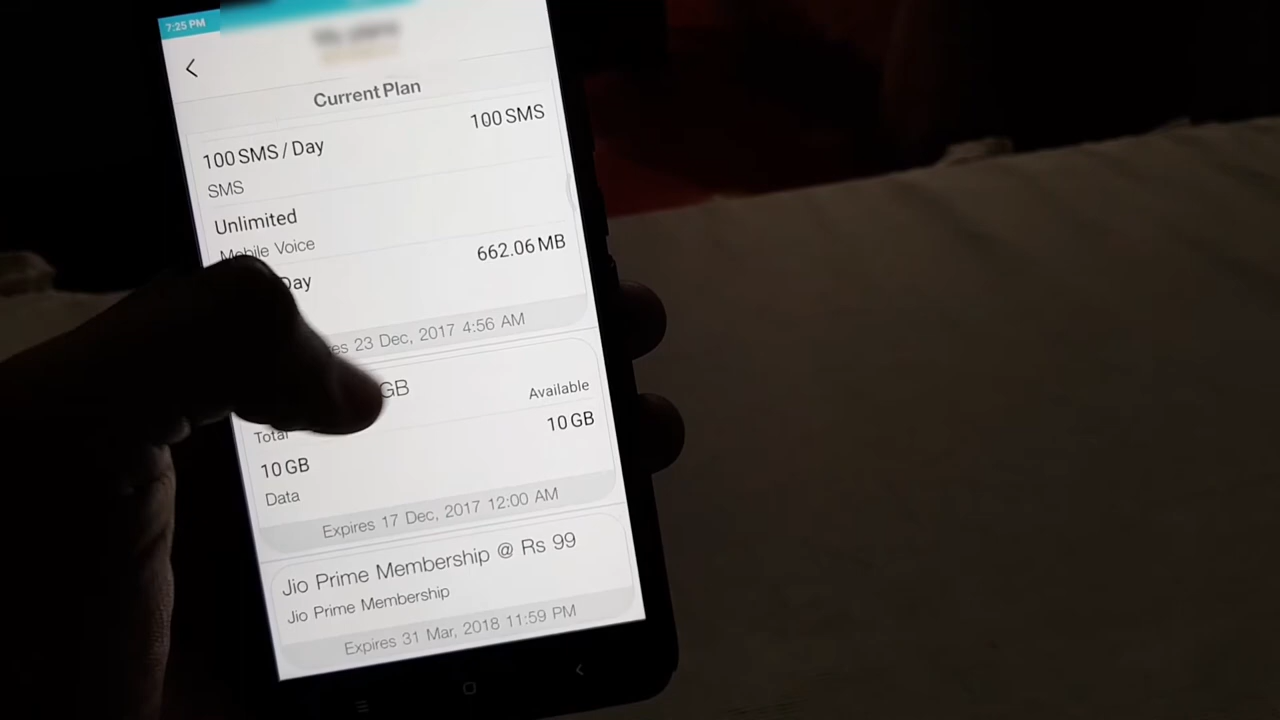 7:25 PM
Current Plan
100 SMS / Day 100 SMS
SMS
Unlimited
Mobile Voice
Day 662.06 MB
23 Dec, 2017 4:56 AM
GB
Total Available
10 GB 10 GB
Data
Expires 17 Dec, 2017 12:00 AM
Jio Prime Membership @ Rs 99
Jio Prime Membership
Expires 31 Mar, 2018 11:59 PM